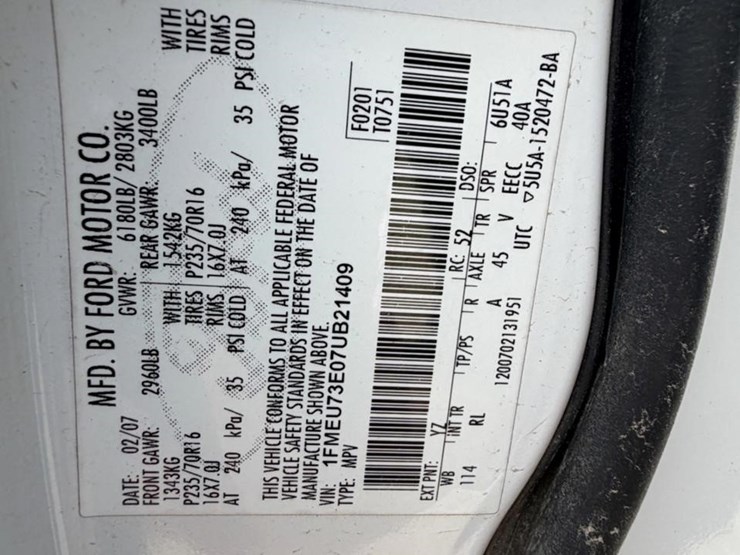 MFD. BY FORD MOTOR CO.
DATE: 02/07 GVWR: 6180LB/ 2803KG
FRONT GAWR: 2960LB REAR GAWR: 3400LB
1343KG WITH 1542KG WITH
P235/70R16 TIRES P235/70R16 TIRES
16X7.0J RIMS 16X7.0J RIMS
AT 240 kPa/ 35 PSI COLD AT 240 kPa/ 35 PSI COLD
THIS VEHICLE CONFORMS TO ALL APPLICABLE FEDERAL MOTOR
VEHICLE SAFETY STANDARDS IN EFFECT ON THE DATE OF
MANUFACTURE SHOWN ABOVE.
VIN: 1FMEU73E07UB21409
TYPE: MPV
F0201
T0751
EXT PNT: YZ RC: 52 DSO:
WB INT TR TP/PS R AXLE TR SPR 6U51A
114 RL A 45 V EECC 40A
1200702131951 UTC ▽5U5A-1520472-BA